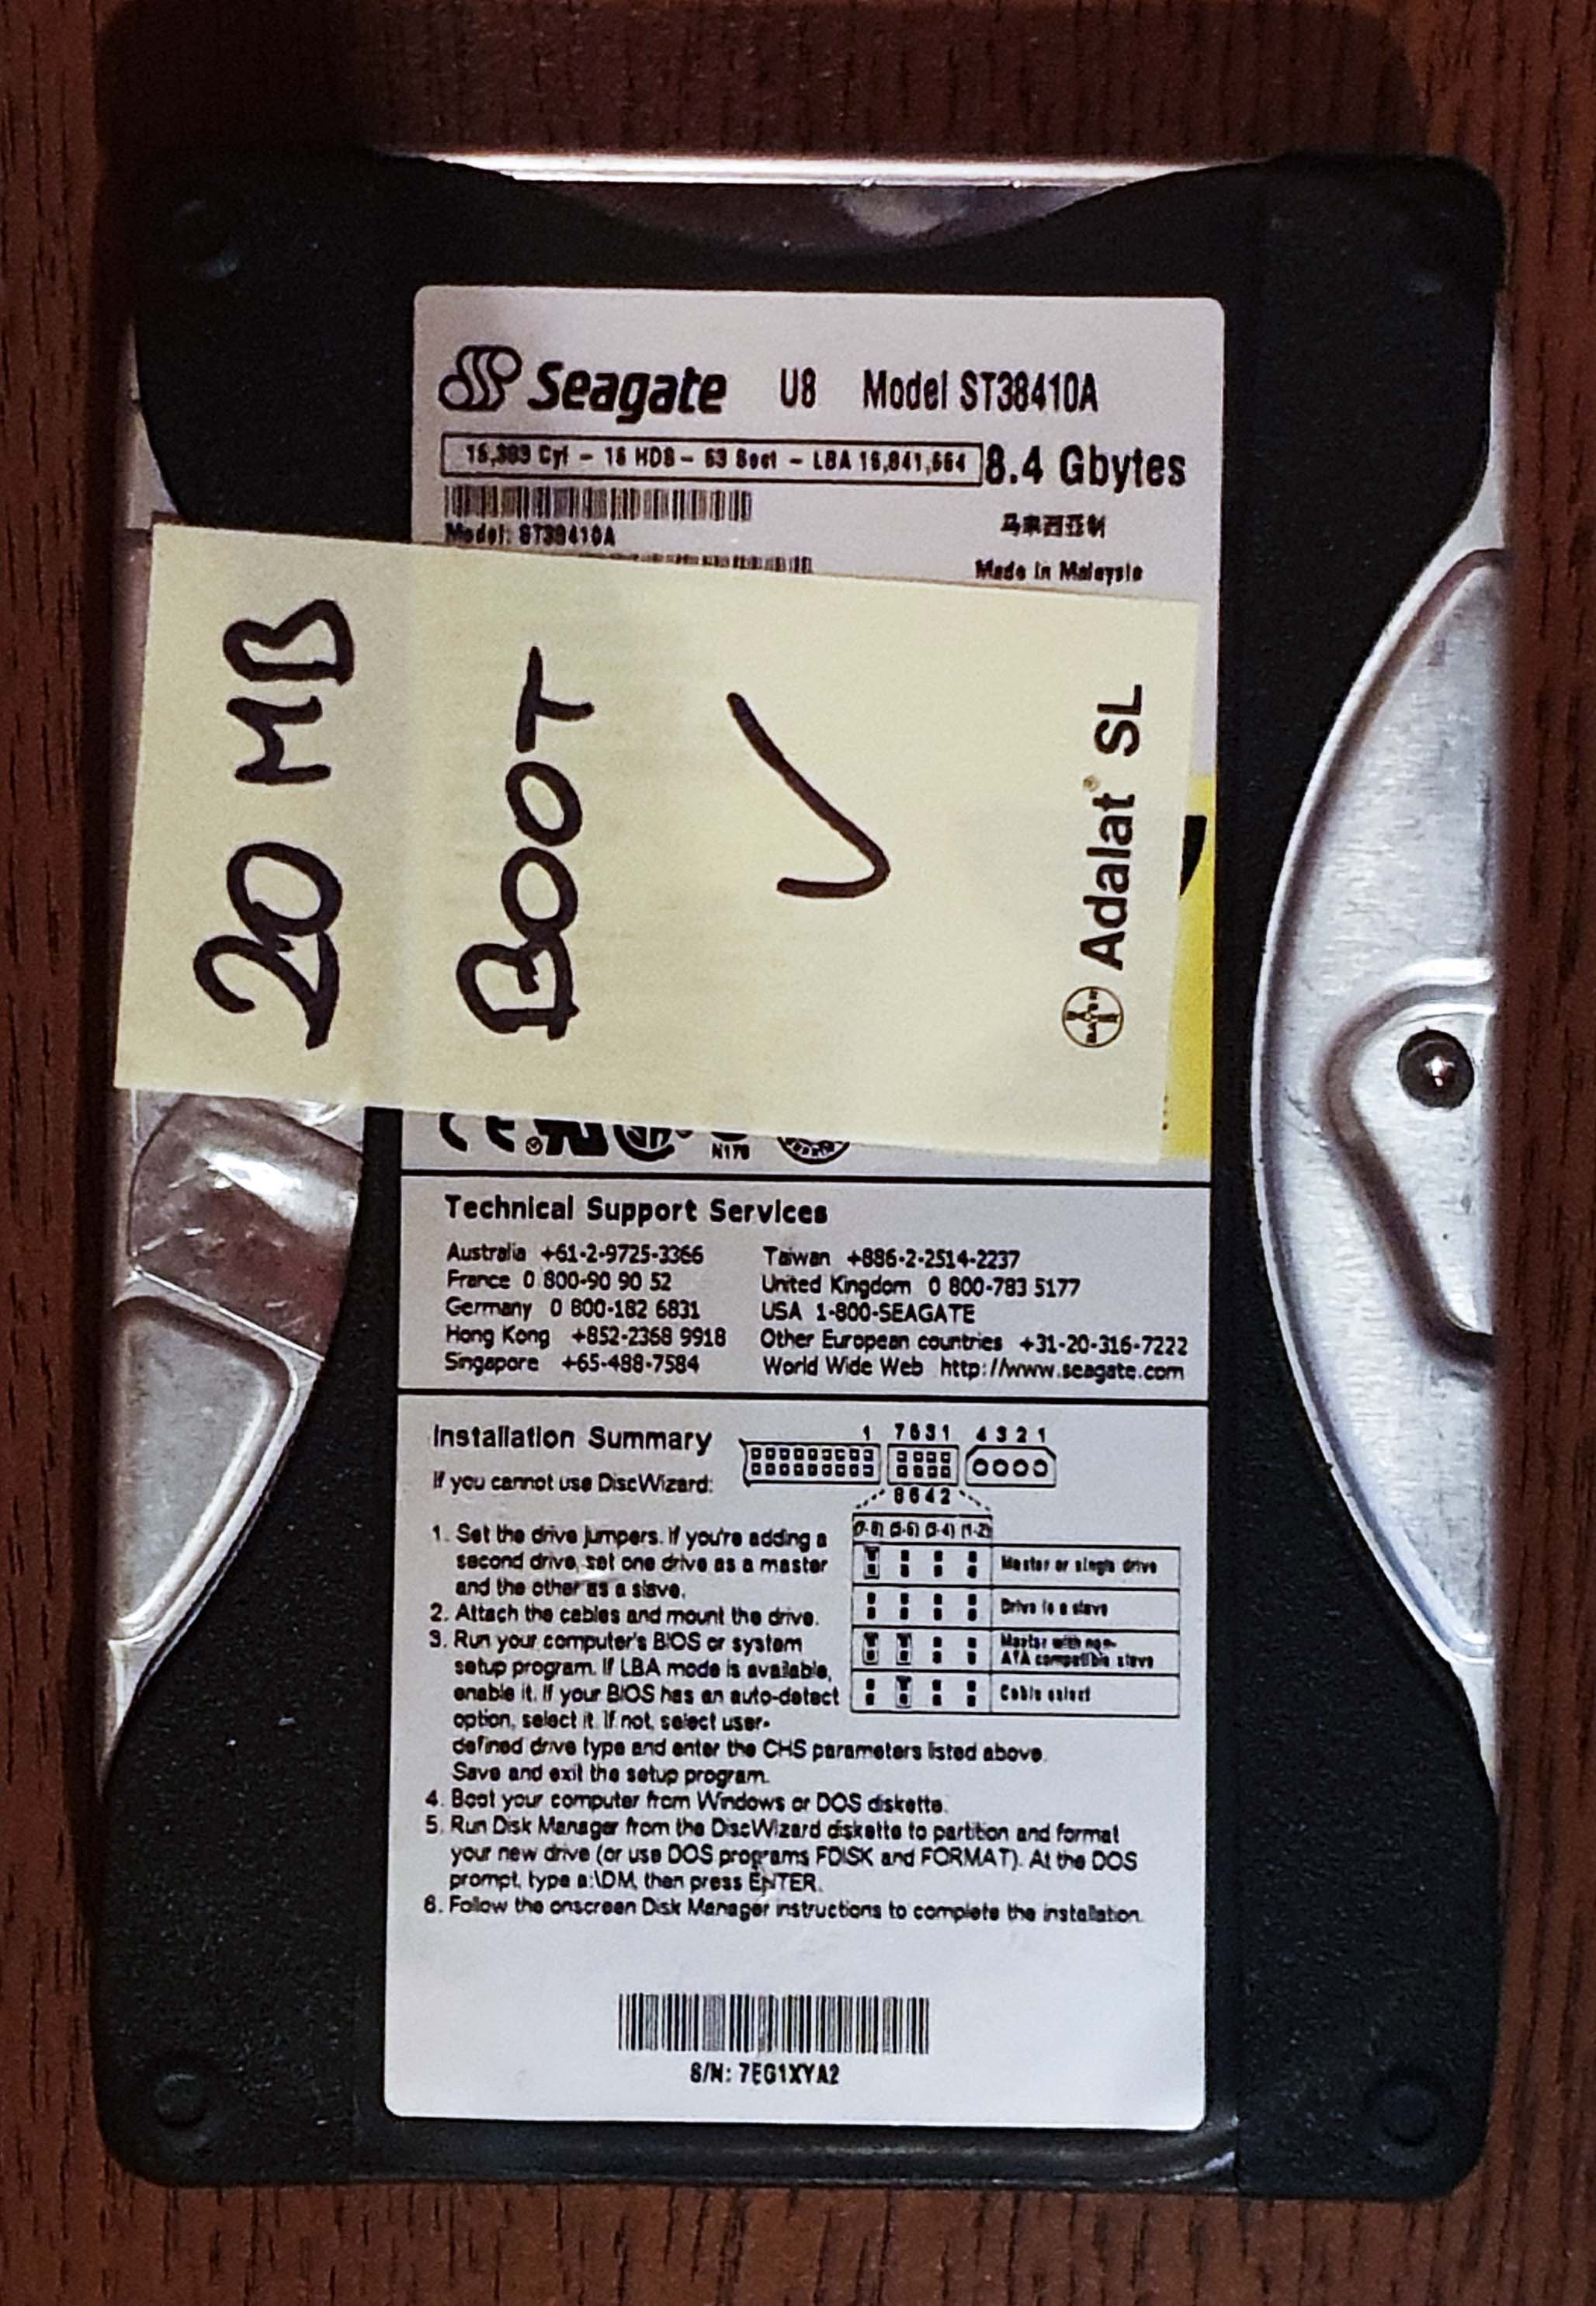 Seagate U8 Model ST38410A
16,383 Cyl - 16 HDS - 63 Sect - LBA 16,841,664
8.4 Gbytes
Model: ST38410A
马来西亚制
Made in Malaysia
20 MB
BOOT
BAYER Adalat® SL
N176
Technical Support Services
Australia +61-2-9725-3366
France 0 800-90 90 52
Germany 0 800-182 6831
Hong Kong +852-2368 9918
Singapore +65-488-7584
Taiwan +886-2-2514-2237
United Kingdom 0 800-783 5177
USA 1-800-SEAGATE
Other European countries +31-20-316-7222
World Wide Web http://www.seagate.com
Installation Summary
If you cannot use DiscWizard:
1 7 5 3 1 4 3 2 1
8 6 4 2
(7-8) (5-6) (3-4) (1-2)
Master or single drive
Drive is a slave
Master with non-
ATA compatible slave
Cable select
1. Set the drive jumpers. If you're adding a
second drive, set one drive as a master
and the other as a slave.
2. Attach the cables and mount the drive.
3. Run your computer's BIOS or system
setup program. If LBA mode is available,
enable it. If your BIOS has an auto-detect
option, select it. If not, select user-
defined drive type and enter the CHS parameters listed above.
Save and exit the setup program.
4. Boot your computer from Windows or DOS diskette.
5. Run Disk Manager from the DiscWizard diskette to partition and format
your new drive (or use DOS programs FDISK and FORMAT). At the DOS
prompt, type a:\DM, then press ENTER.
6. Follow the onscreen Disk Manager instructions to complete the installation.
S/N: 7EG1XYA2